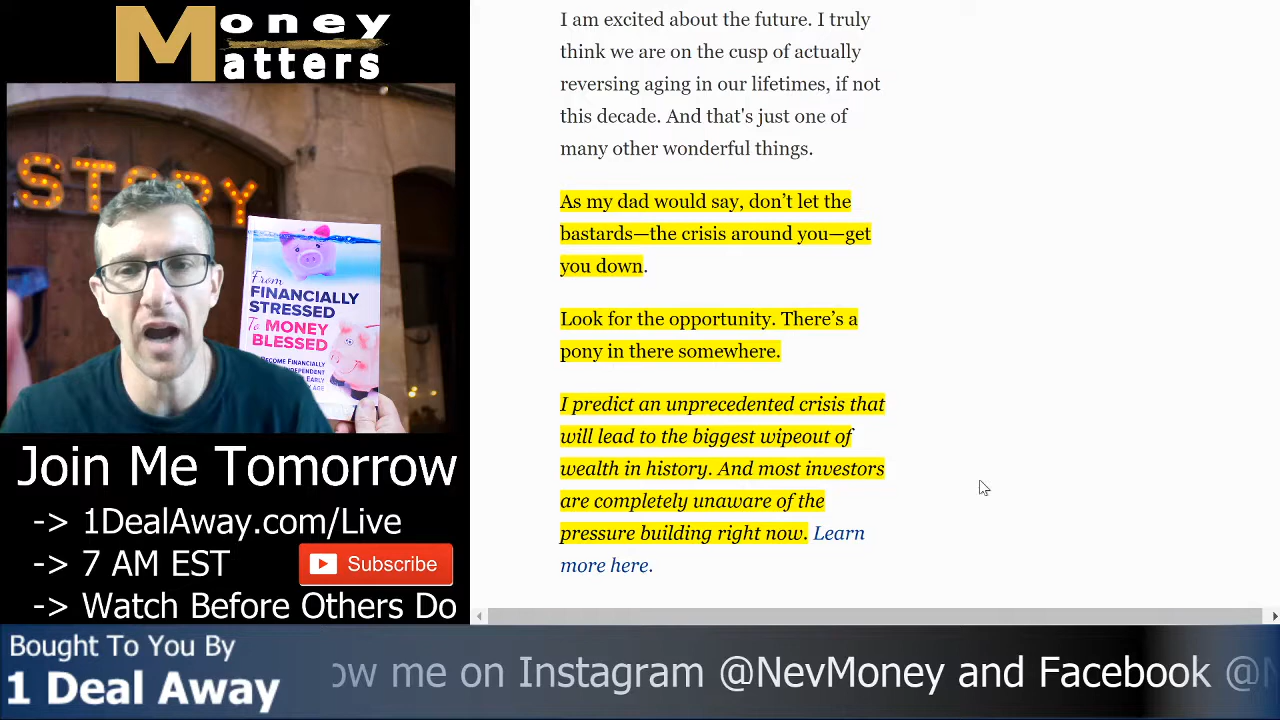 Money
Matters
STORY
From
FINANCIALLY
STRESSED
To MONEY
BLESSED
BECOME FINANCIALLY
EARLY
AGE
Join Me Tomorrow
-> 1DealAway.com/Live
-> 7 AM EST
Subscribe
-> Watch Before Others Do
I am excited about the future. I truly
think we are on the cusp of actually
reversing aging in our lifetimes, if not
this decade. And that's just one of
many other wonderful things.
As my dad would say, don’t let the
bastards—the crisis around you—get
you down.
Look for the opportunity. There’s a
pony in there somewhere.
I predict an unprecedented crisis that
will lead to the biggest wipeout of
wealth in history. And most investors
are completely unaware of the
pressure building right now. Learn
more here.
Bought To You By
1 Deal Away
ow me on Instagram @NevMoney and Facebook @N